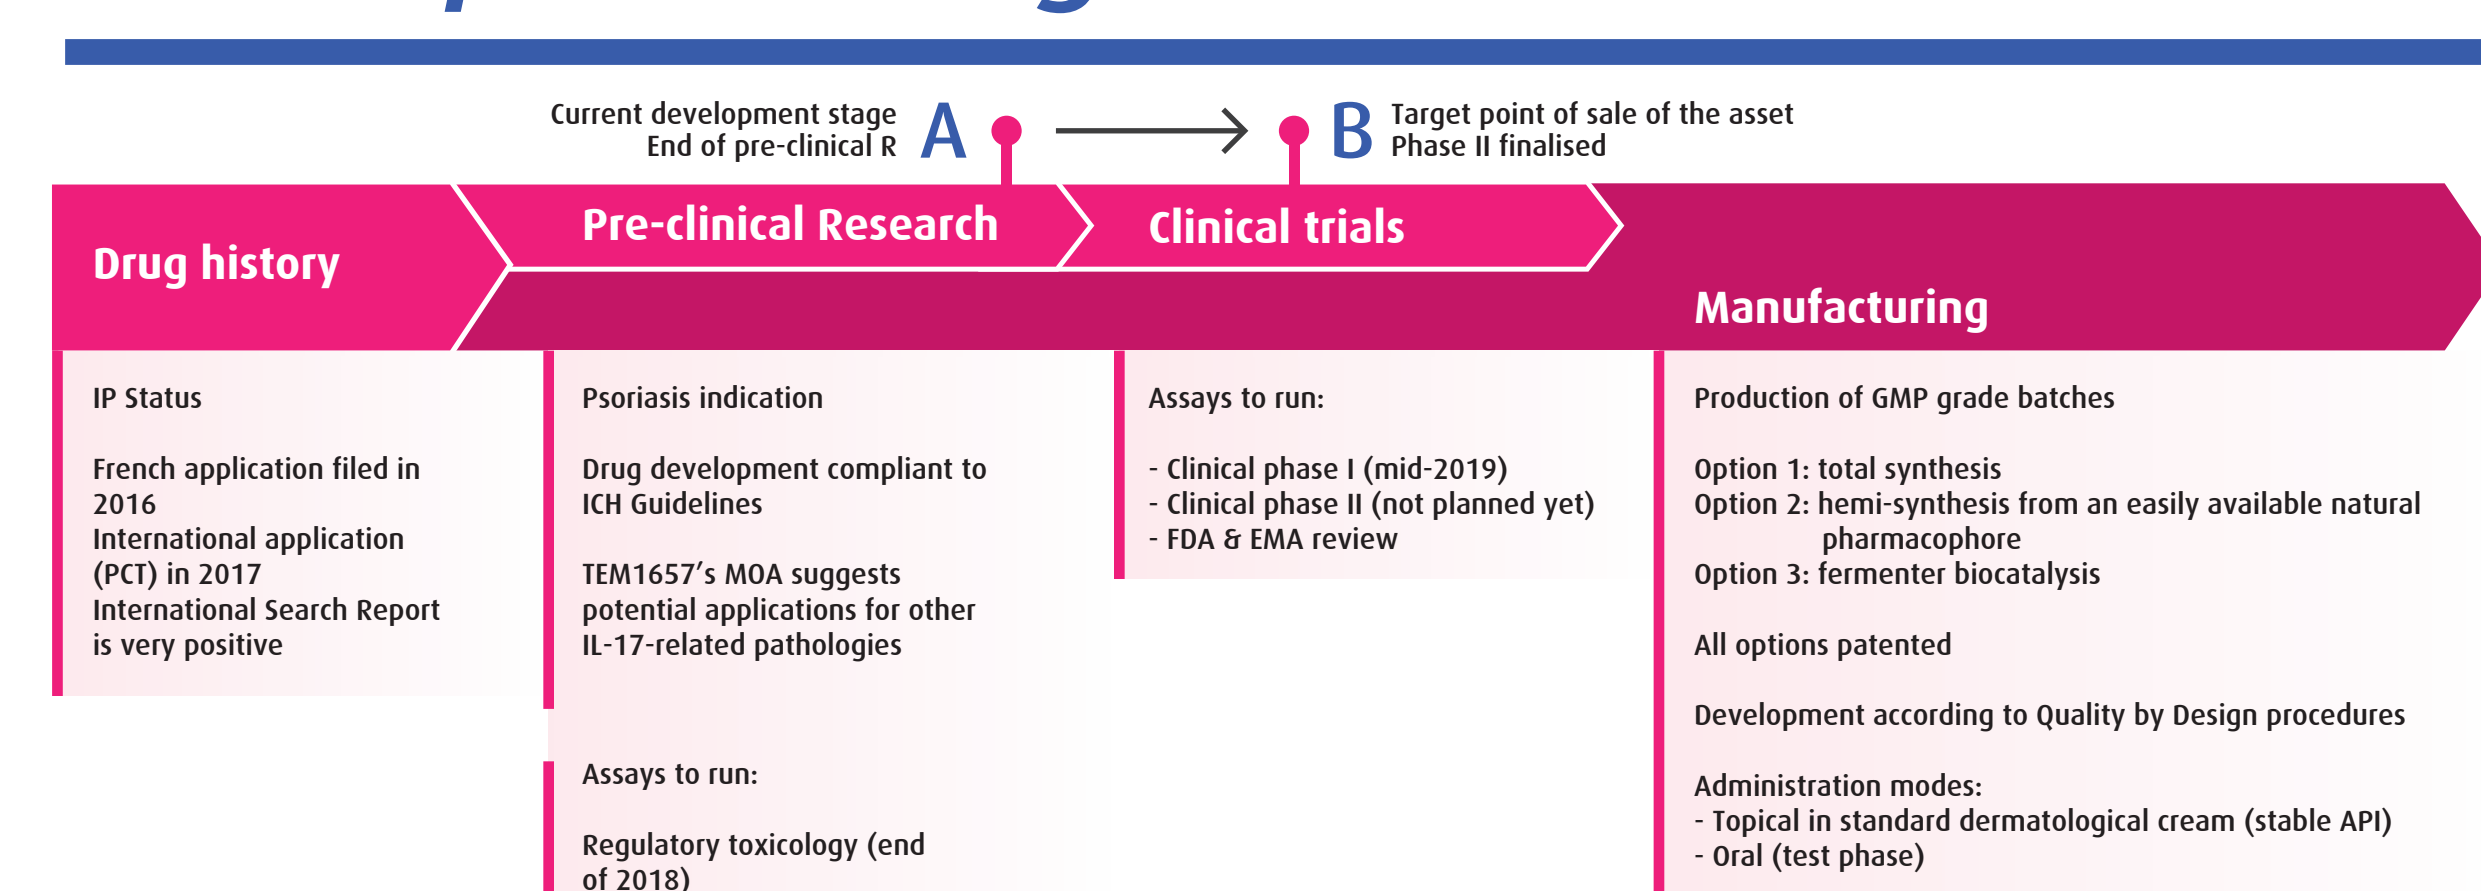 Current development stage
End of pre-clinical R
A
B
Target point of sale of the asset
Phase II finalised
Drug history
Pre-clinical Research
Clinical trials
Manufacturing
IP Status
French application filed in
2016
International application
(PCT) in 2017
International Search Report
is very positive
Psoriasis indication
Drug development compliant to
ICH Guidelines
TEM1657’s MOA suggests
potential applications for other
IL-17-related pathologies
Assays to run:
Regulatory toxicology (end
of 2018)
Assays to run:
- Clinical phase I (mid-2019)
- Clinical phase II (not planned yet)
- FDA & EMA review
Production of GMP grade batches
Option 1: total synthesis
Option 2: hemi-synthesis from an easily available natural
pharmacophore
Option 3: fermenter biocatalysis
All options patented
Development according to Quality by Design procedures
Administration modes:
- Topical in standard dermatological cream (stable API)
- Oral (test phase)